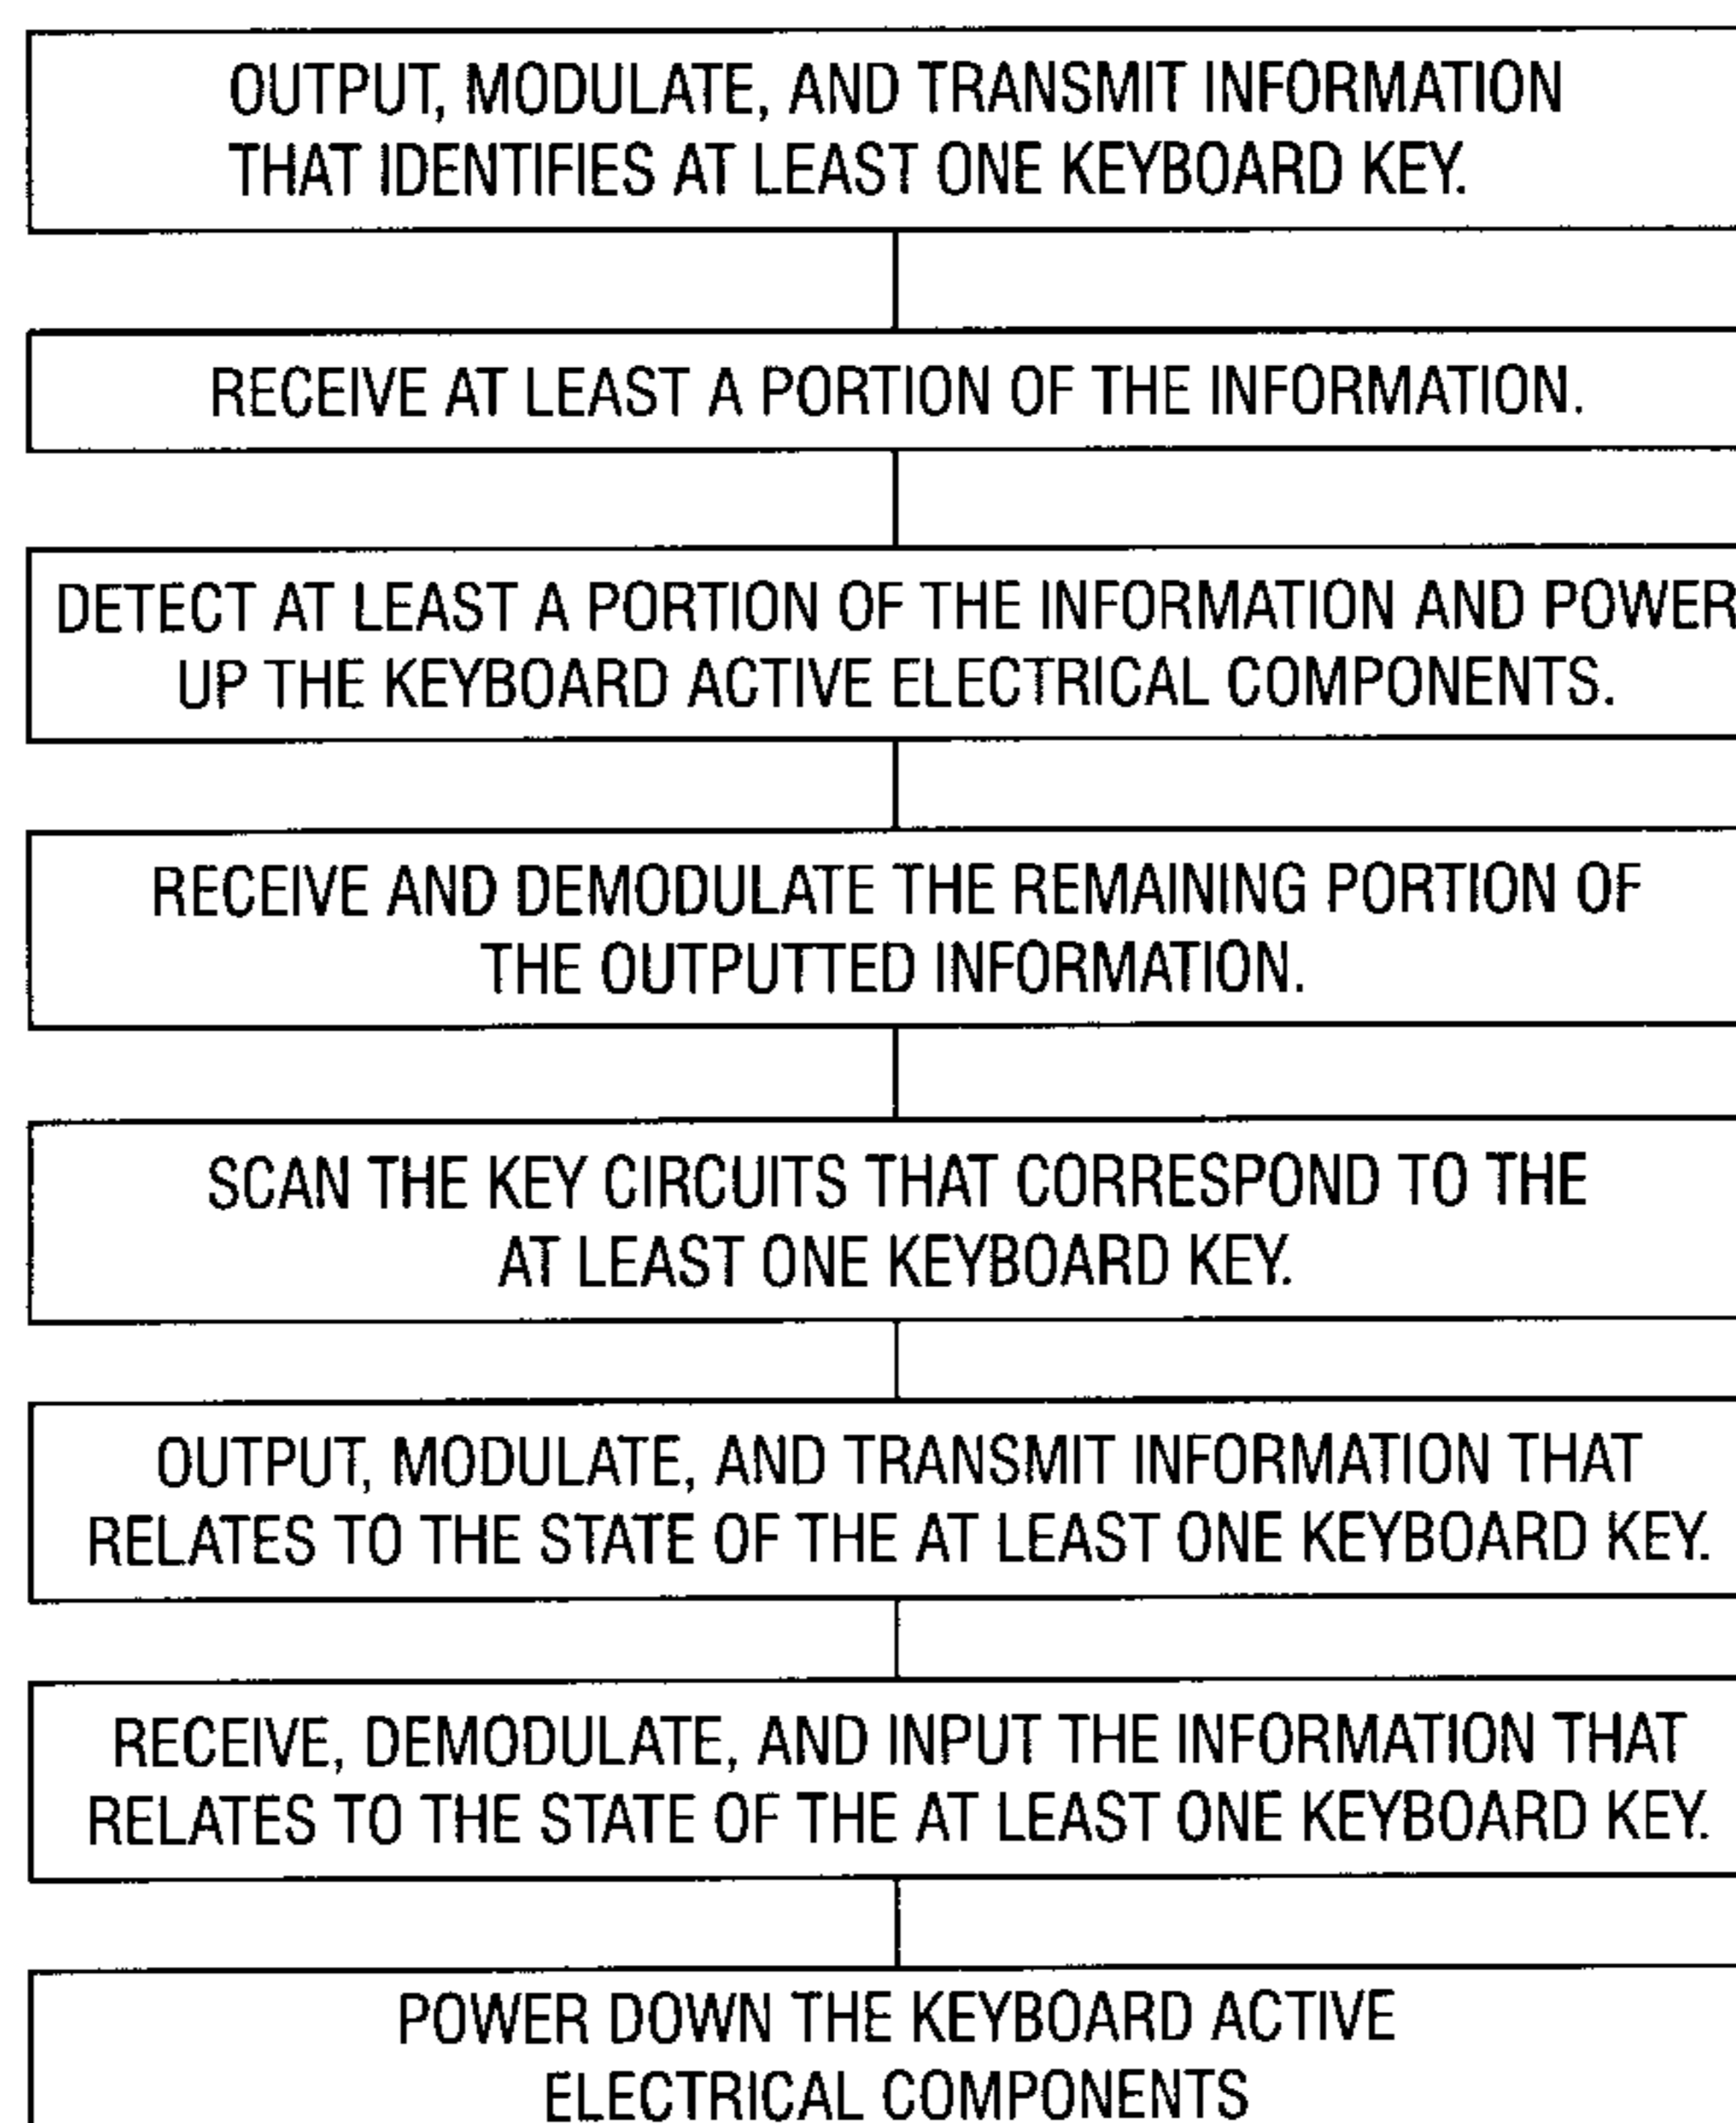 OUTPUT, MODULATE, AND TRANSMIT INFORMATION
THAT IDENTIFIES AT LEAST ONE KEYBOARD KEY.
RECEIVE AT LEAST A PORTION OF THE INFORMATION.
DETECT AT LEAST A PORTION OF THE INFORMATION AND POWER
UP THE KEYBOARD ACTIVE ELECTRICAL COMPONENTS.
RECEIVE AND DEMODULATE THE REMAINING PORTION OF
THE OUTPUTTED INFORMATION.
SCAN THE KEY CIRCUITS THAT CORRESPOND TO THE
AT LEAST ONE KEYBOARD KEY.
OUTPUT, MODULATE, AND TRANSMIT INFORMATION THAT
RELATES TO THE STATE OF THE AT LEAST ONE KEYBOARD KEY.
RECEIVE, DEMODULATE, AND INPUT THE INFORMATION THAT
RELATES TO THE STATE OF THE AT LEAST ONE KEYBOARD KEY.
POWER DOWN THE KEYBOARD ACTIVE
ELECTRICAL COMPONENTS